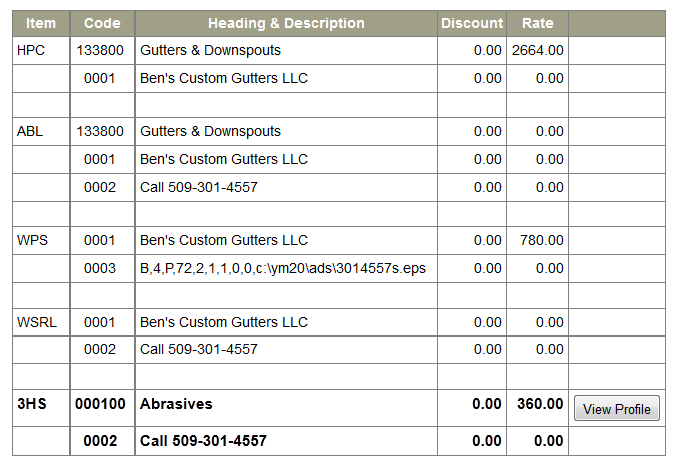 Item Code Heading & Description Discount Rate
HPC 133800 Gutters & Downspouts 0.00 2664.00
0001 Ben's Custom Gutters LLC 0.00 0.00
ABL 133800 Gutters & Downspouts 0.00 0.00
0001 Ben's Custom Gutters LLC 0.00 0.00
0002 Call 509-301-4557 0.00 0.00
WPS 0001 Ben's Custom Gutters LLC 0.00 780.00
0003 B,4,P,72,2,1,1,0,0,c:\ym20\ads\3014557s.eps 0.00 0.00
WSRL 0001 Ben's Custom Gutters LLC 0.00 0.00
0002 Call 509-301-4557 0.00 0.00
3HS 000100 Abrasives 0.00 360.00 View Profile
0002 Call 509-301-4557 0.00 0.00